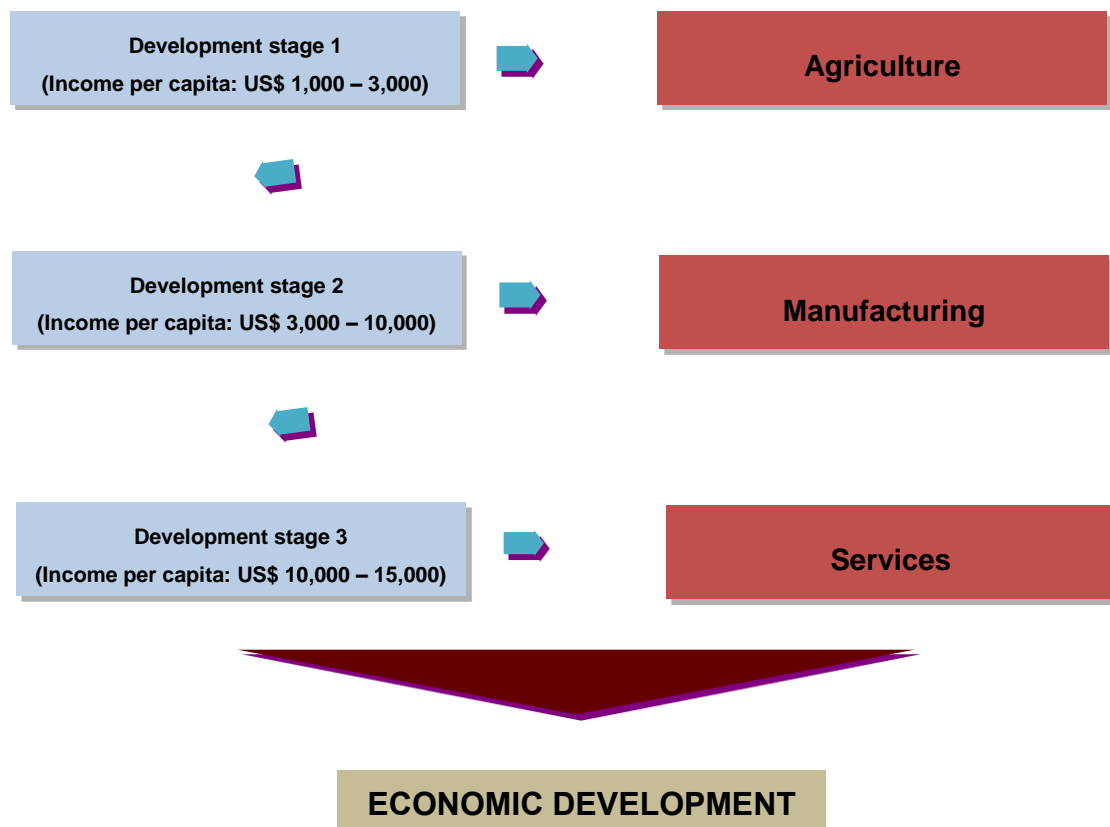 Development stage 1
(Income per capita: US$ 1,000 – 3,000)
Agriculture
Development stage 2
(Income per capita: US$ 3,000 – 10,000)
Manufacturing
Development stage 3
(Income per capita: US$ 10,000 – 15,000)
Services
ECONOMIC DEVELOPMENT